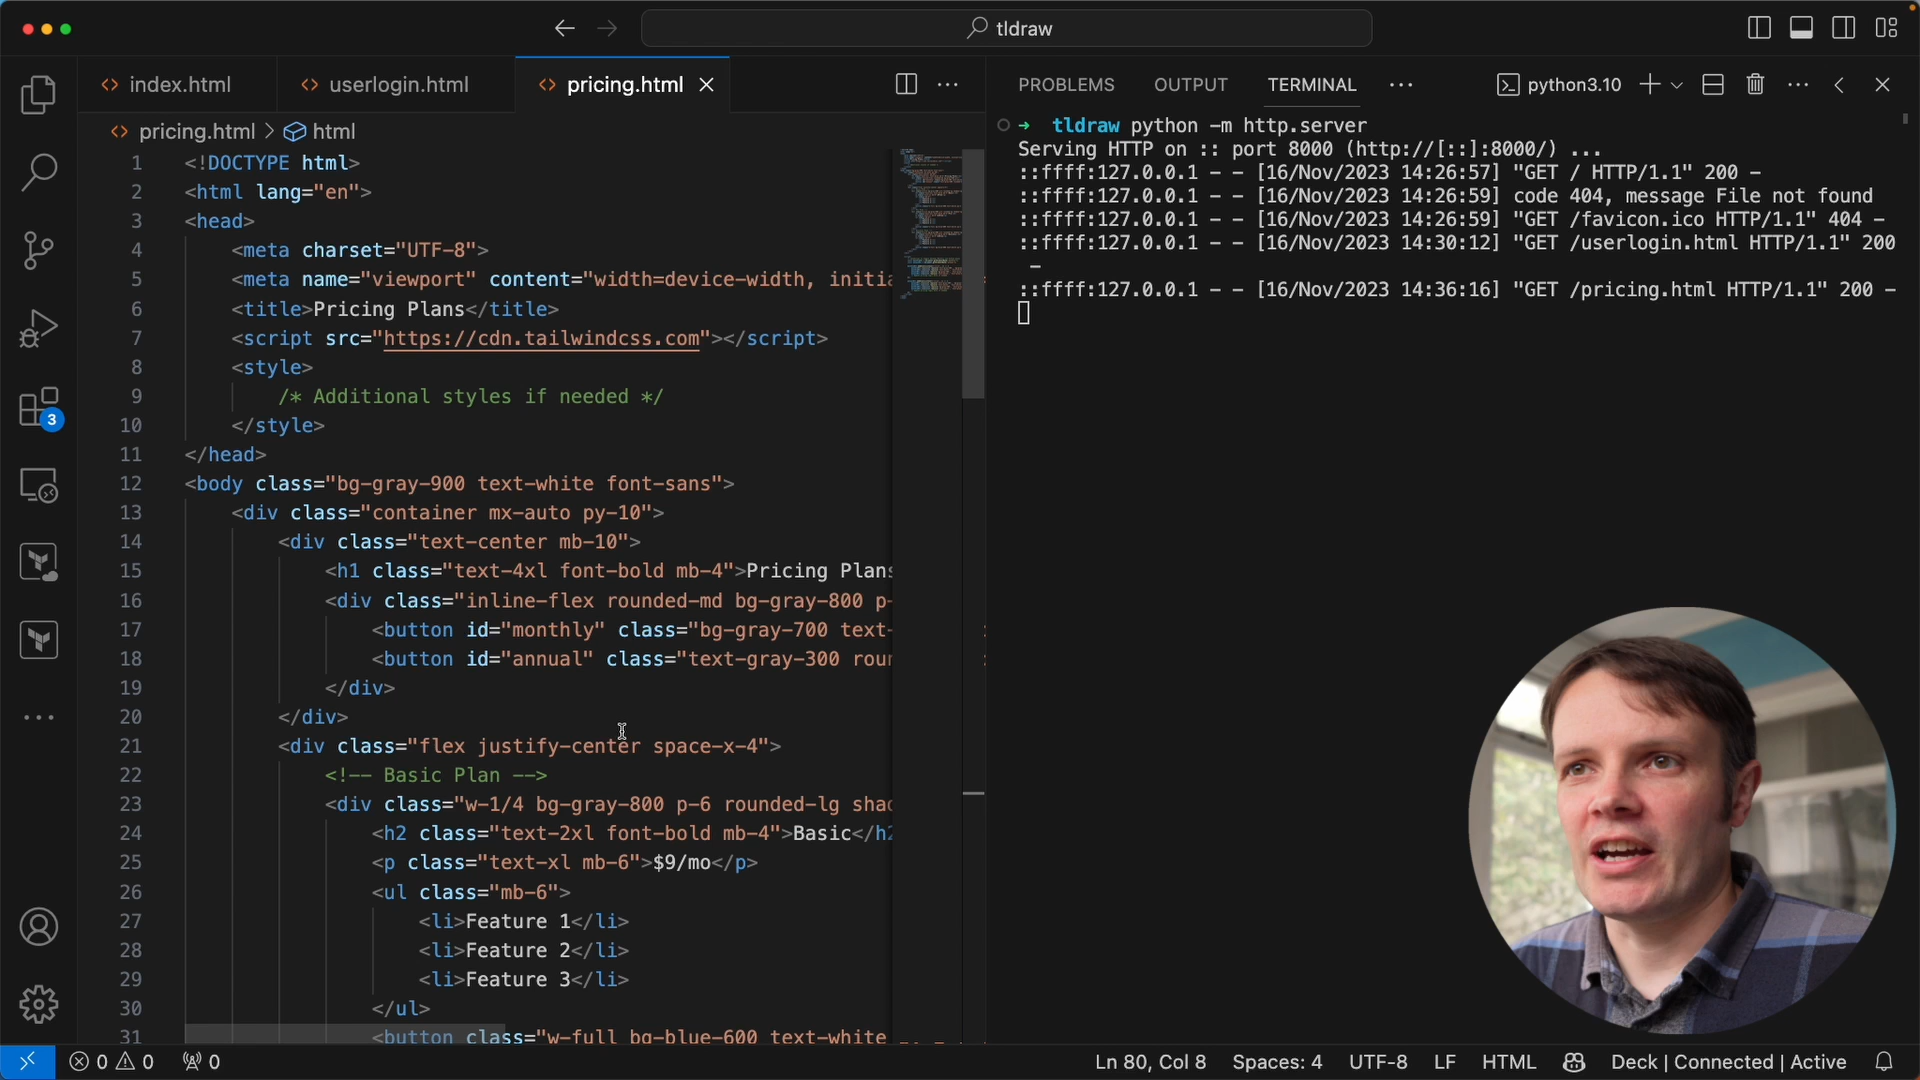 tldraw
index.html
userlogin.html
pricing.html
PROBLEMS
OUTPUT
TERMINAL
python3.10
pricing.html > html
1 <!DOCTYPE html>
2 <html lang="en">
3 <head>
4 <meta charset="UTF-8">
5 <meta name="viewport" content="width=device-width, initia
6 <title>Pricing Plans</title>
7 <script src="https://cdn.tailwindcss.com"></script>
8 <style>
9 /* Additional styles if needed */
10 </style>
11 </head>
12 <body class="bg-gray-900 text-white font-sans">
13 <div class="container mx-auto py-10">
14 <div class="text-center mb-10">
15 <h1 class="text-4xl font-bold mb-4">Pricing Plans
16 <div class="inline-flex rounded-md bg-gray-800 p-
17 <button id="monthly" class="bg-gray-700 text-
18 <button id="annual" class="text-gray-300 roun
19 </div>
20 </div>
21 <div class="flex justify-center space-x-4">
22 <!-- Basic Plan -->
23 <div class="w-1/4 bg-gray-800 p-6 rounded-lg shad
24 <h2 class="text-2xl font-bold mb-4">Basic</h2
25 <p class="text-xl mb-6">$9/mo</p>
26 <ul class="mb-6">
27 <li>Feature 1</li>
28 <li>Feature 2</li>
29 <li>Feature 3</li>
30 </ul>
31 <button class="w-full bg-blue-600 text-white
➜ tldraw python -m http.server
Serving HTTP on :: port 8000 (http://[::]:8000/) ...
::ffff:127.0.0.1 - - [16/Nov/2023 14:26:57] "GET / HTTP/1.1" 200 -
::ffff:127.0.0.1 - - [16/Nov/2023 14:26:59] code 404, message File not found
::ffff:127.0.0.1 - - [16/Nov/2023 14:26:59] "GET /favicon.ico HTTP/1.1" 404 -
::ffff:127.0.0.1 - - [16/Nov/2023 14:30:12] "GET /userlogin.html HTTP/1.1" 200
-
::ffff:127.0.0.1 - - [16/Nov/2023 14:36:16] "GET /pricing.html HTTP/1.1" 200 -
3
0 0
0
Ln 80, Col 8
Spaces: 4
UTF-8
LF
HTML
Deck | Connected | Active